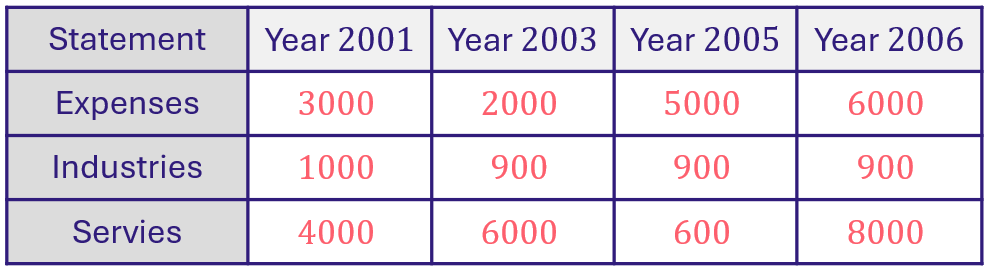 Statement Year 2001 Year 2003 Year 2005 Year 2006
Expenses 3000 2000 5000 6000
Industries 1000 900 900 900
Servies 4000 6000 600 8000